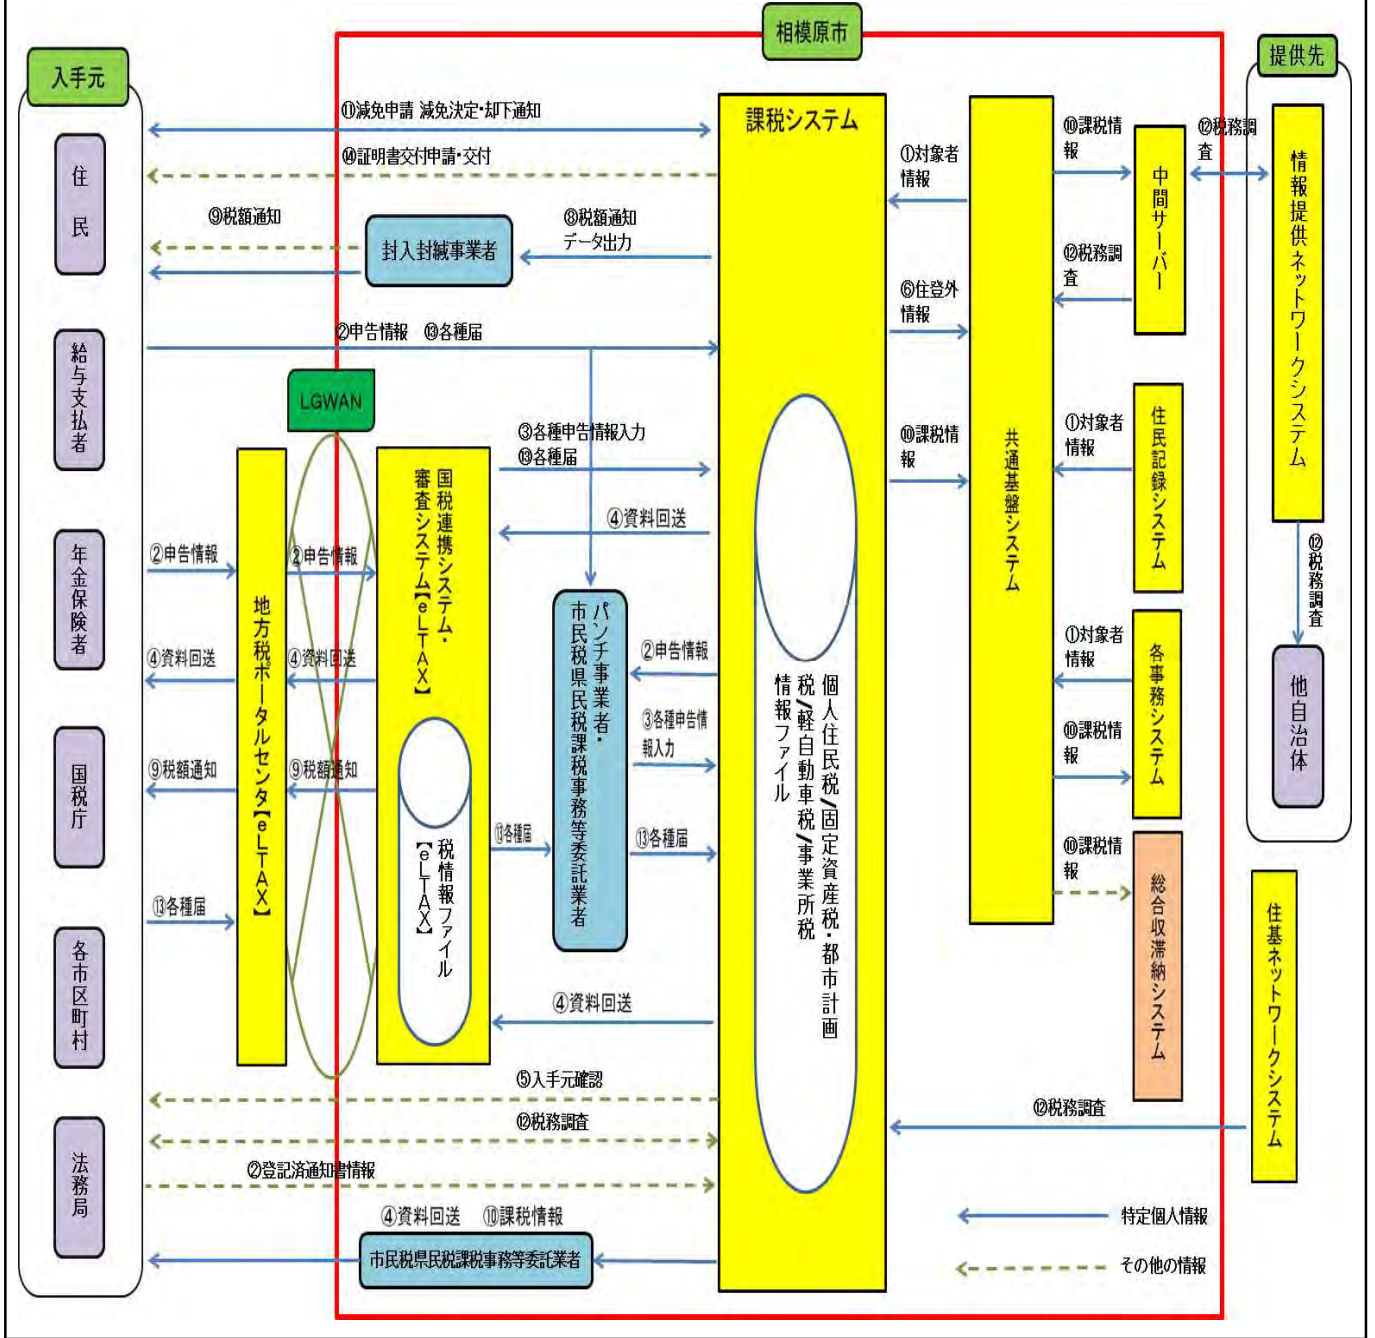 相模原市
入手元
提供先
住民
給与支払者
年金保険者
国税庁
各市区町村
法務局
⑪減免申請 減免決定・却下通知
⑭証明書交付申請・交付
⑨税額通知
封入封緘事業者
⑧税額通知
データ出力
②申告情報 ⑬各種届
LGWAN
③各種申告情報入力
⑬各種届
④資料回送
②申告情報
②申告情報
④資料回送
④資料回送
⑨税額通知
⑨税額通知
⑬各種届
地方税ポータルセンタ【eLTAX】
国税連携システム・
審査システム【eLTAX】
税情報ファイル
【eLTAX】
⑬各種届
パンチ事業者・
市民税県民税課税事務等委託業者
②申告情報
③各種申告情
報入力
⑬各種届
④資料回送
⑤入手元確認
⑫税務調査
②登記済通知書情報
④資料回送 ⑩課税情報
市民税県民税課税事務等委託業者
課税システム
個人住民税/固定資産税・都市計画
税/軽自動車税/事業所税
情報ファイル
①対象者
情報
⑥住登外
情報
⑩課税情
報
共通基盤システム
⑩課税情
報
⑫税務調
査
中間サーバー
⑫税務調
査
①対象者
情報
住民記録システム
①対象者
情報
⑩課税情
報
各事務システム
⑩課税情
報
総合収滞納システム
情報提供ネットワークシステム
⑫税務調査
他自治体
住基ネットワークシステム
⑫税務調査
特定個人情報
その他の情報